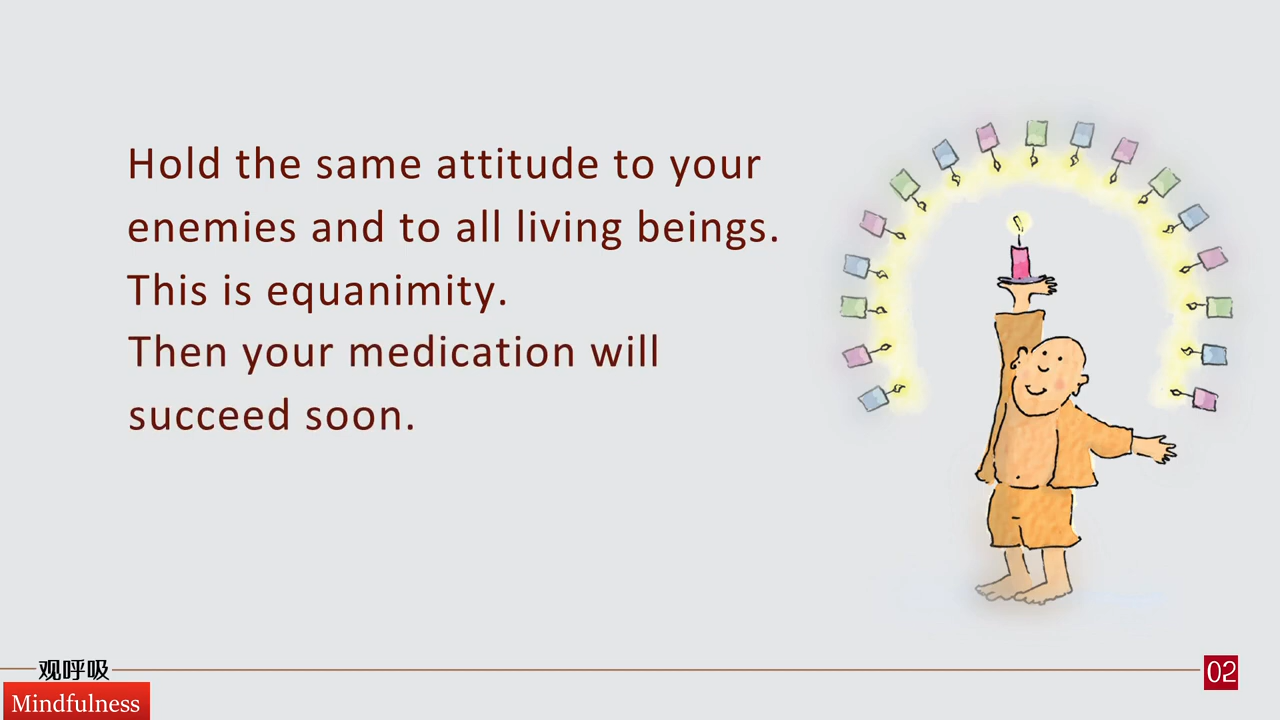 Hold the same attitude to your
enemies and to all living beings.
This is equanimity.
Then your medication will
succeed soon.
观呼吸
02
Mindfulness